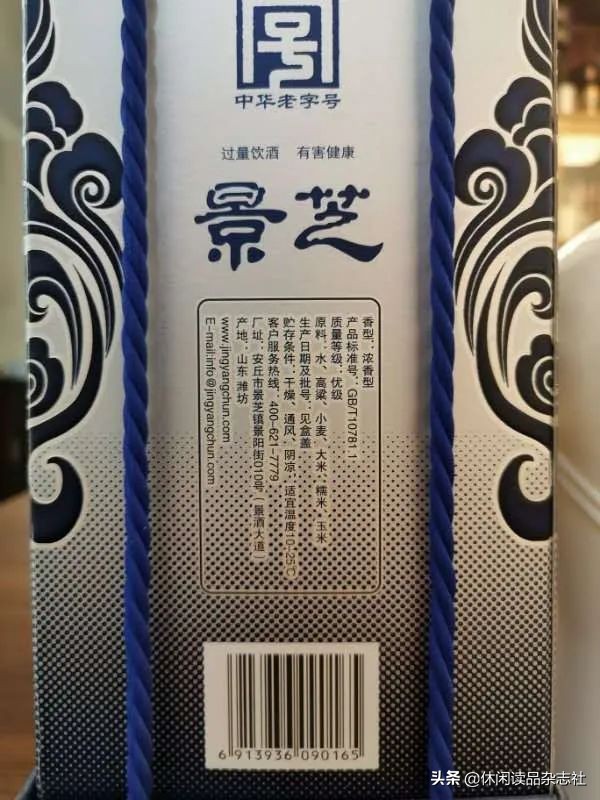 号
中华老字号
过量饮酒 有害健康
景芝
香型：浓香型
产品标准号：GB/T10781.1
质量等级：优级
原料：水、高粱、小麦、大米、糯米、玉米
生产日期及批号：见盒盖
贮存条件：干燥、通风、阴凉、适宜温度10-25℃
客户服务热线：400-621-7779
厂址：安丘市景芝镇景阳街010号（景酒大道）
产地：山东 潍坊
www.jingyangchun.com
E-mail:info@jingyangchun.com
6 913936 090165
头条 @休闲读品杂志社